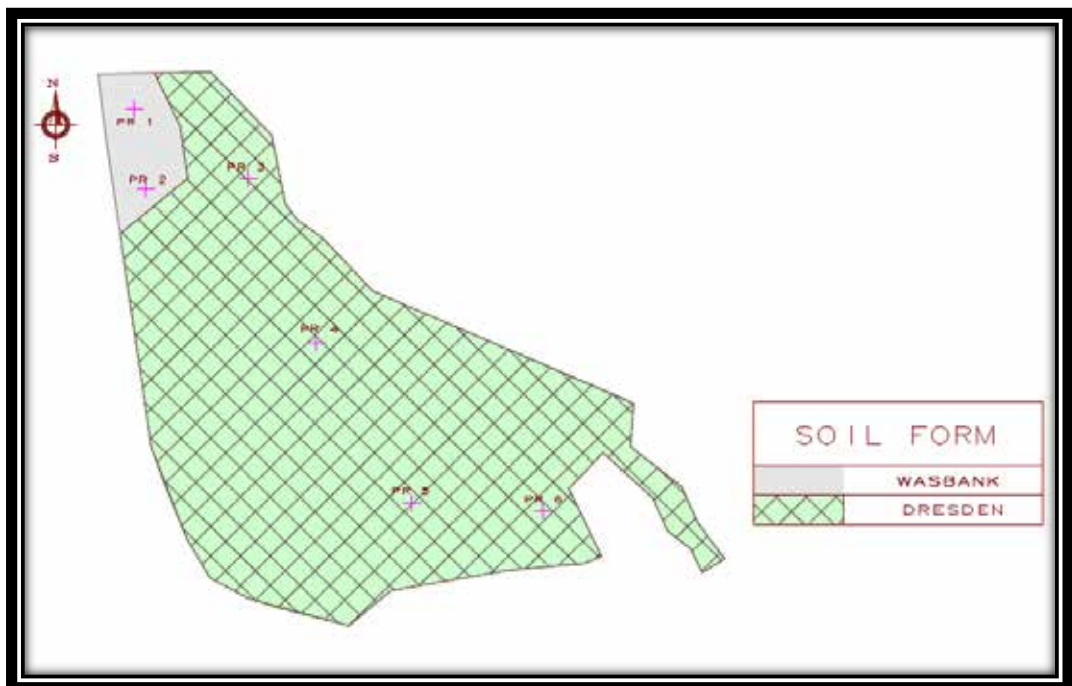 N
S
PR 1
PR 2
PR 3
PR 4
PR 5
PR 6
SOIL FORM
WASBANK
DRESDEN